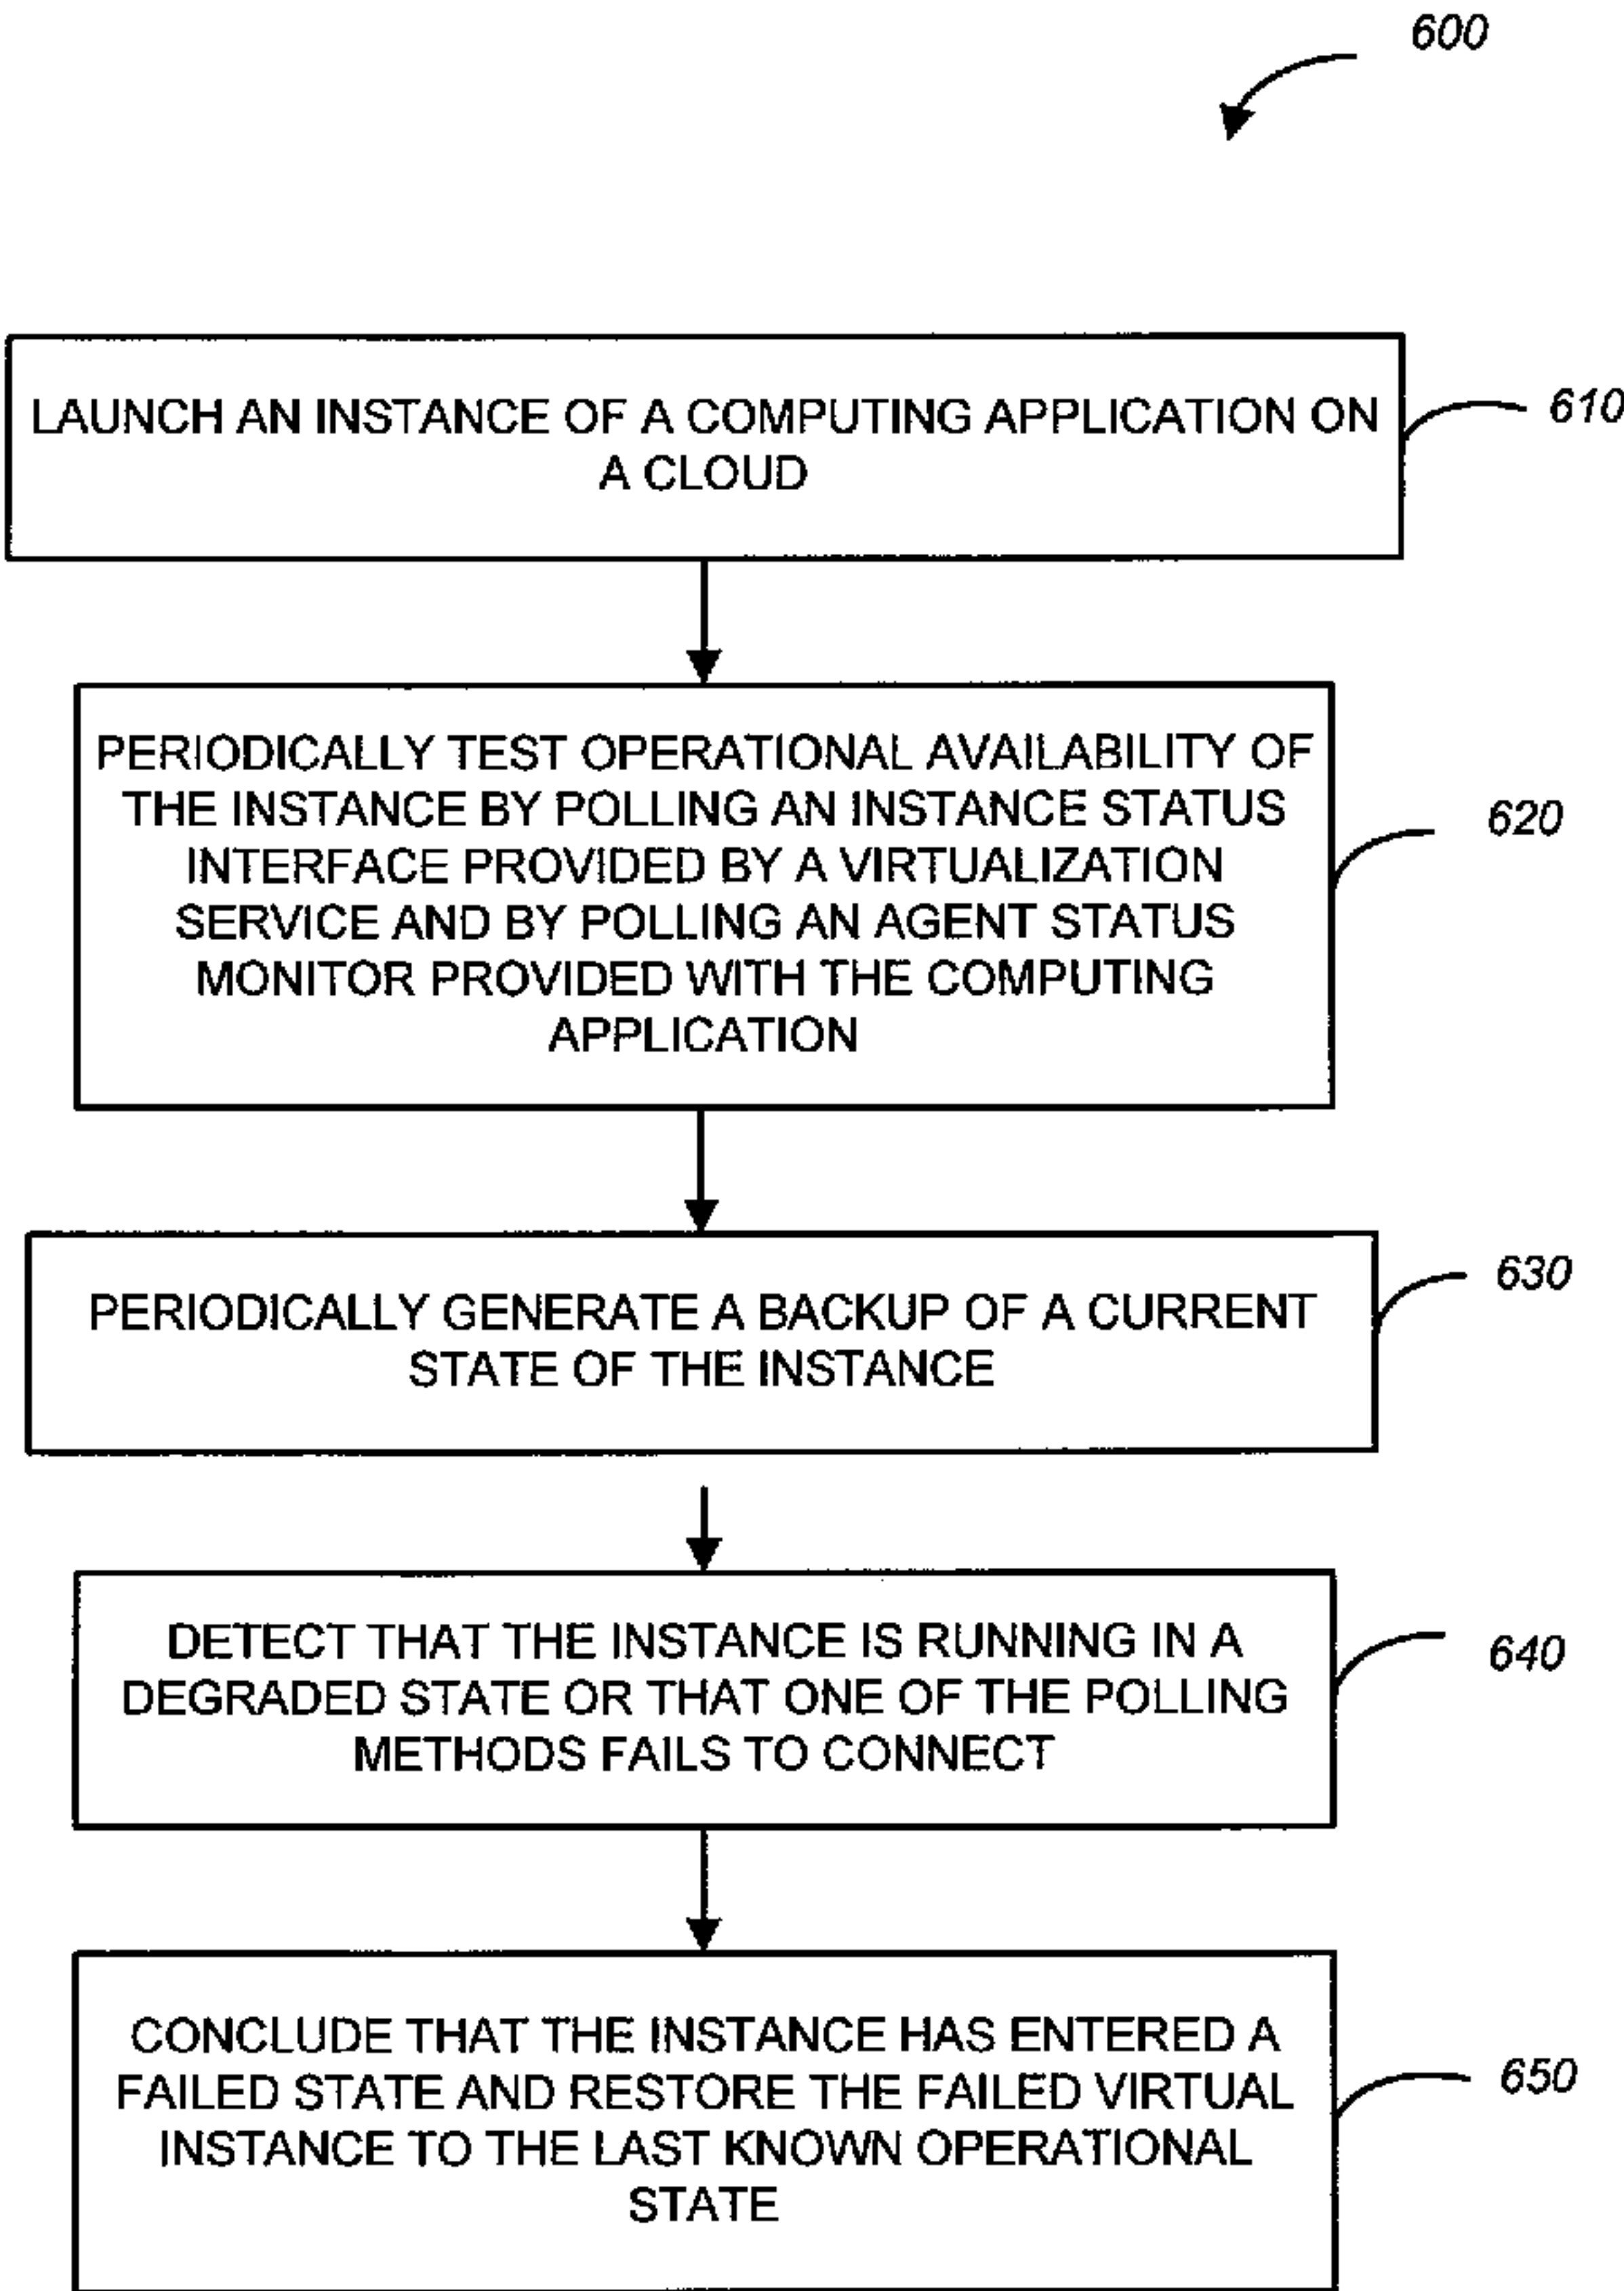 600
LAUNCH AN INSTANCE OF A COMPUTING APPLICATION ON
A CLOUD
610
PERIODICALLY TEST OPERATIONAL AVAILABILITY OF
THE INSTANCE BY POLLING AN INSTANCE STATUS
INTERFACE PROVIDED BY A VIRTUALIZATION
SERVICE AND BY POLLING AN AGENT STATUS
MONITOR PROVIDED WITH THE COMPUTING
APPLICATION
620
PERIODICALLY GENERATE A BACKUP OF A CURRENT
STATE OF THE INSTANCE
630
DETECT THAT THE INSTANCE IS RUNNING IN A
DEGRADED STATE OR THAT ONE OF THE POLLING
METHODS FAILS TO CONNECT
640
CONCLUDE THAT THE INSTANCE HAS ENTERED A
FAILED STATE AND RESTORE THE FAILED VIRTUAL
INSTANCE TO THE LAST KNOWN OPERATIONAL
STATE
650